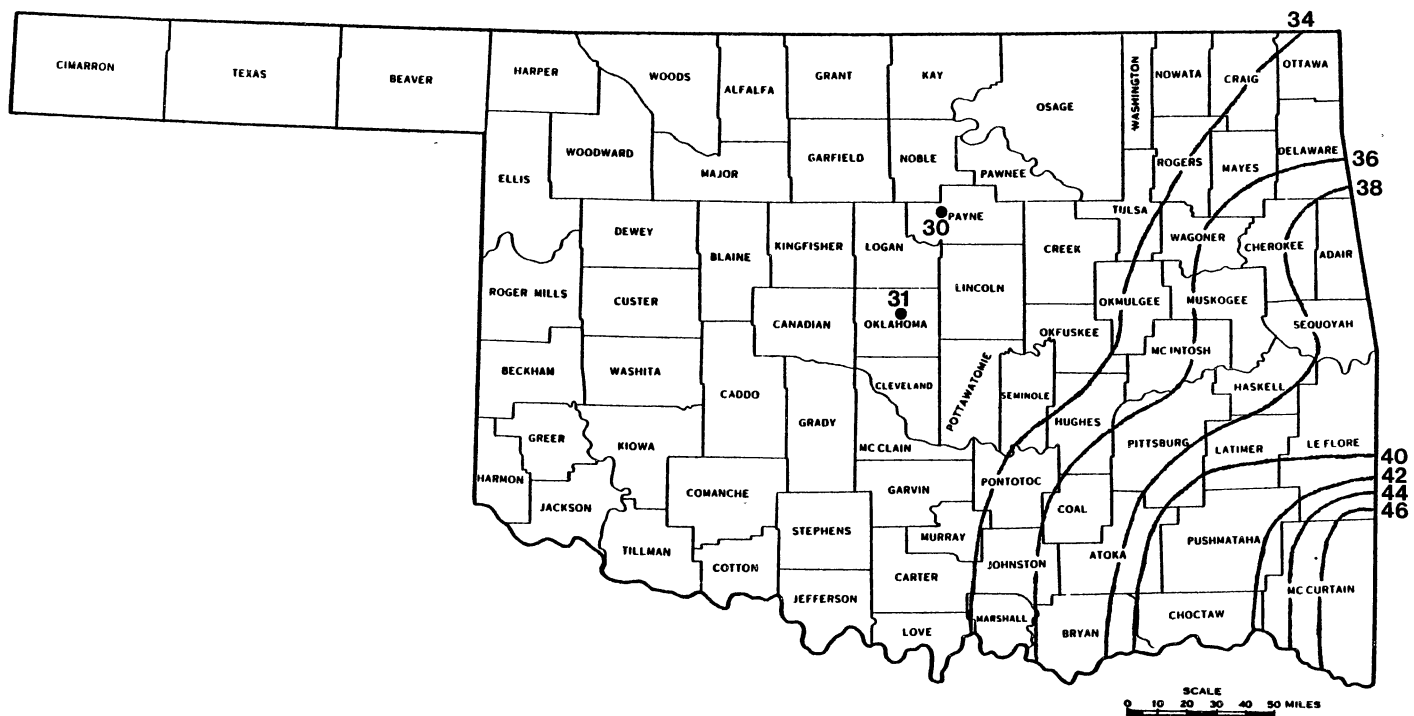 34
CIMARRON
TEXAS
BEAVER
HARPER
WOODS
ALFALFA
GRANT
KAY
OSAGE
WASHINGTON
NOWATA
CRAIG
OTTAWA
WOODWARD
ELLIS
MAJOR
GARFIELD
NOBLE
PAWNEE
ROGERS
MAYES
DELAWARE
36
38
DEWEY
BLAINE
KINGFISHER
LOGAN
PAYNE
30
CREEK
TULSA
WAGONER
CHEROKEE
ADAIR
ROGER MILLS
CUSTER
CANADIAN
31
OKLAHOMA
LINCOLN
OKMULGEE
MUSKOGEE
SEQUOYAH
OKFUSKEE
MC INTOSH
BECKHAM
WASHITA
CADDO
CLEVELAND
POTTAWATOMIE
SEMINOLE
HASKELL
GREER
KIOWA
GRADY
MC CLAIN
HUGHES
PITTSBURG
LATIMER
LE FLORE
40
42
44
46
HARMON
JACKSON
COMANCHE
GARVIN
PONTOTOC
COAL
TILLMAN
COTTON
STEPHENS
MURRAY
JOHNSTON
ATOKA
PUSHMATAHA
JEFFERSON
CARTER
LOVE
MARSHALL
BRYAN
CHOCTAW
MC CURTAIN
SCALE
0 10 20 30 40 50 MILES